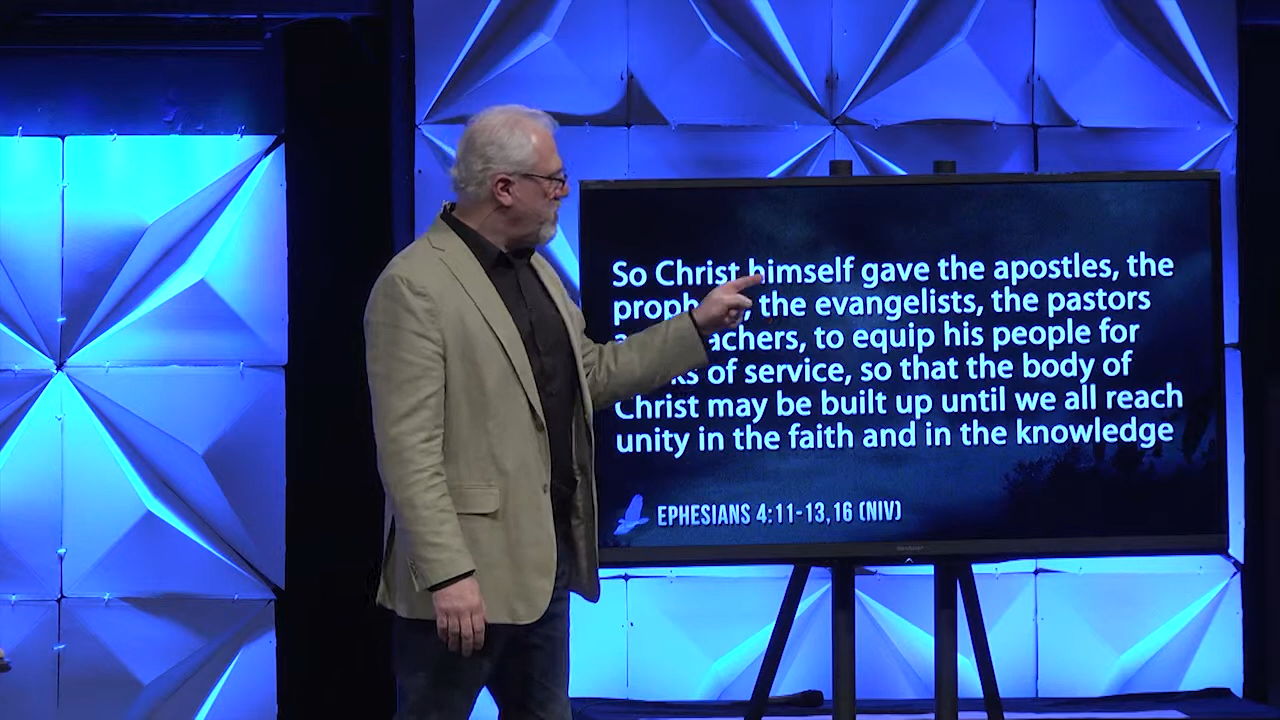 So Christ himself gave the apostles, the
the evangelists, the pastors
to equip his people for
of service, so that the body of
Christ may be built up until we all reach
unity in the faith and in the knowledge
EPHESIANS 4:11-13,16 (NIV)